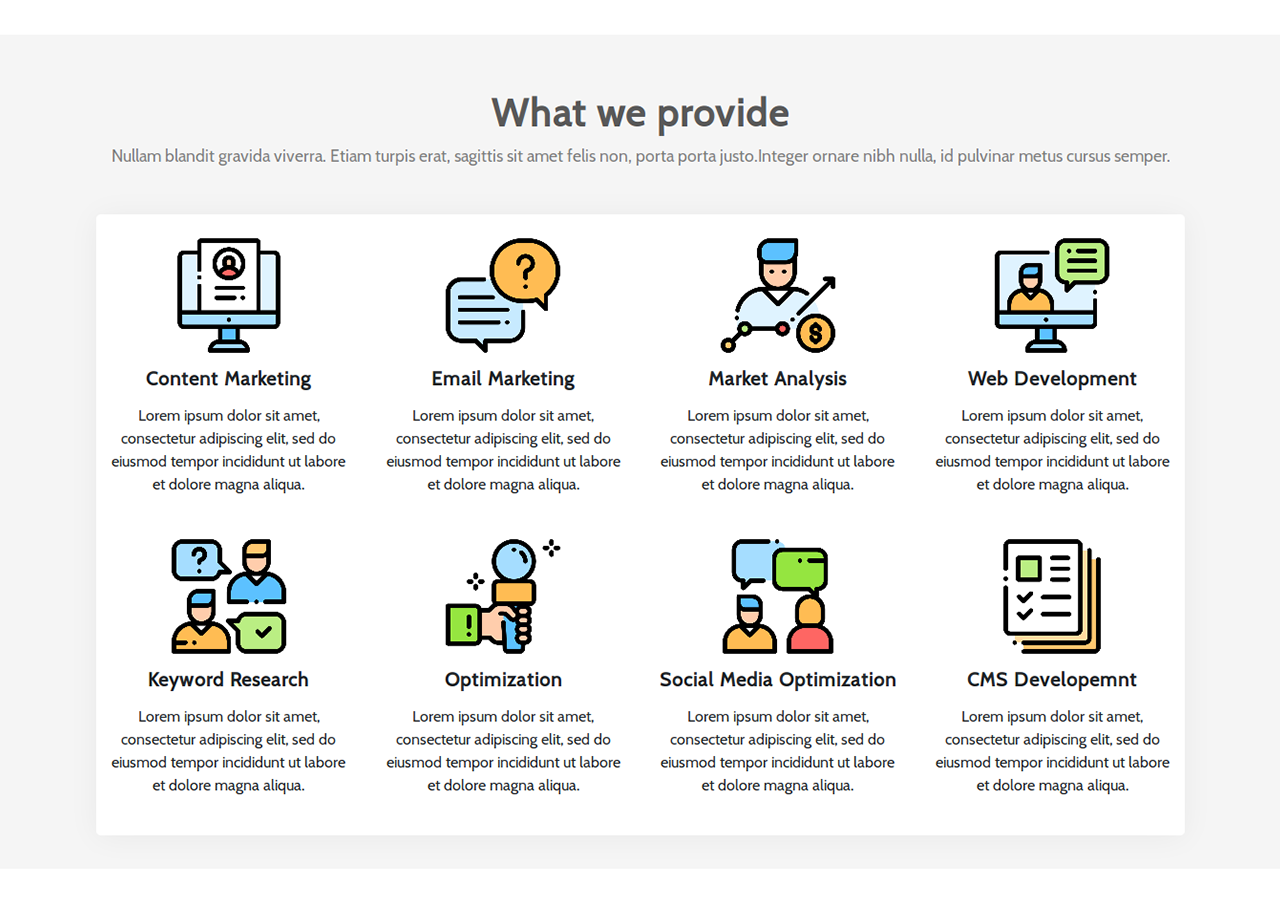 What we provide
Nullam blandit gravida viverra. Etiam turpis erat, sagittis sit amet felis non, porta porta justo.Integer ornare nibh nulla, id pulvinar metus cursus semper.
?
$
Content Marketing
Email Marketing
Market Analysis
Web Development
Lorem ipsum dolor sit amet,
consectetur adipiscing elit, sed do
eiusmod tempor incididunt ut labore
et dolore magna aliqua.
Lorem ipsum dolor sit amet,
consectetur adipiscing elit, sed do
eiusmod tempor incididunt ut labore
et dolore magna aliqua.
Lorem ipsum dolor sit amet,
consectetur adipiscing elit, sed do
eiusmod tempor incididunt ut labore
et dolore magna aliqua.
Lorem ipsum dolor sit amet,
consectetur adipiscing elit, sed do
eiusmod tempor incididunt ut labore
et dolore magna aliqua.
?
!
Keyword Research
Optimization
Social Media Optimization
CMS Developemnt
Lorem ipsum dolor sit amet,
consectetur adipiscing elit, sed do
eiusmod tempor incididunt ut labore
et dolore magna aliqua.
Lorem ipsum dolor sit amet,
consectetur adipiscing elit, sed do
eiusmod tempor incididunt ut labore
et dolore magna aliqua.
Lorem ipsum dolor sit amet,
consectetur adipiscing elit, sed do
eiusmod tempor incididunt ut labore
et dolore magna aliqua.
Lorem ipsum dolor sit amet,
consectetur adipiscing elit, sed do
eiusmod tempor incididunt ut labore
et dolore magna aliqua.